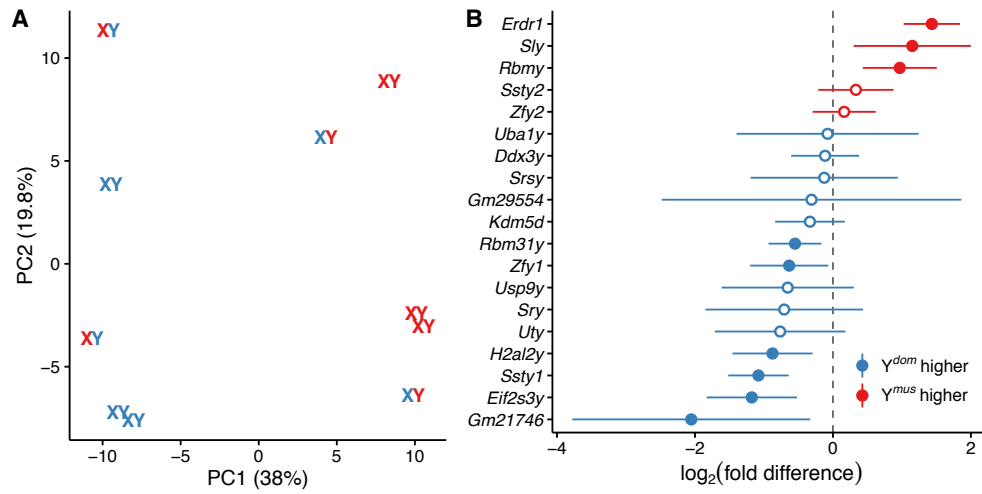 A
XY
XY
XY
XY
XY
XY
XY
XY
XY
XY
10
5
0
−5
−10
−5
0
5
10
PC2 (19.8%)
PC1 (38%)
B
Erdr1
Sly
Rbmy
Ssty2
Zfy2
Uba1y
Ddx3y
Srsy
Gm29554
Kdm5d
Rbm31y
Zfy1
Usp9y
Sry
Uty
H2al2y
Ssty1
Eif2s3y
Gm21746
Y^dom higher
Y^mus higher
−4
−2
0
2
log₂(fold difference)